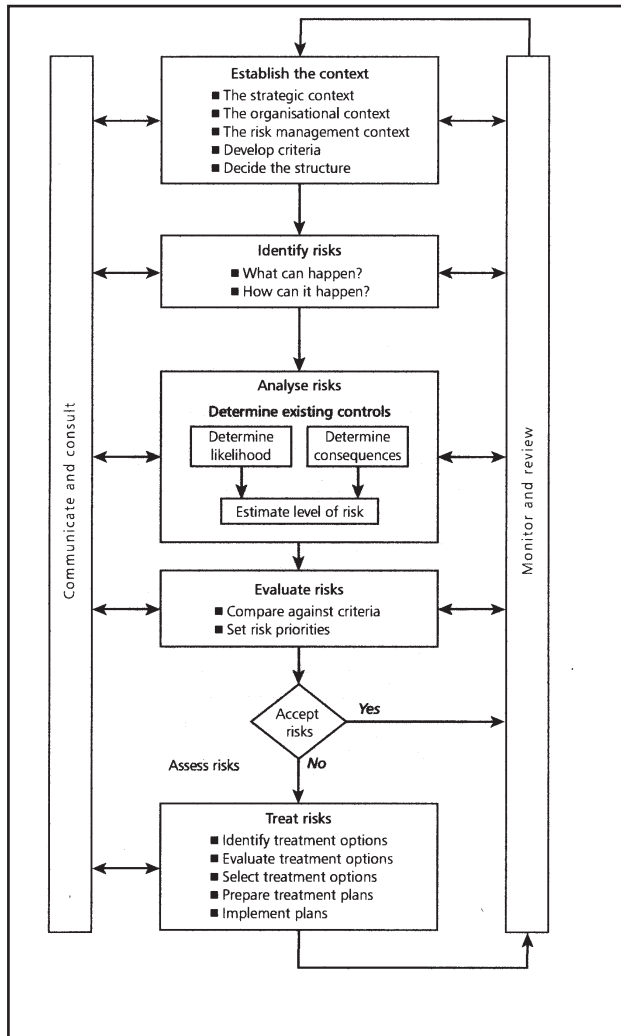 Establish the context
■ The strategic context
■ The organisational context
■ The risk management context
■ Develop criteria
■ Decide the structure
Identify risks
■ What can happen?
■ How can it happen?
Analyse risks
Determine existing controls
Determine
likelihood
Determine
consequences
Estimate level of risk
Evaluate risks
■ Compare against criteria
■ Set risk priorities
Accept
risks
Yes
No
Assess risks
Treat risks
■ Identify treatment options
■ Evaluate treatment options
■ Select treatment options
■ Prepare treatment plans
■ Implement plans
Communicate and consult
Monitor and review